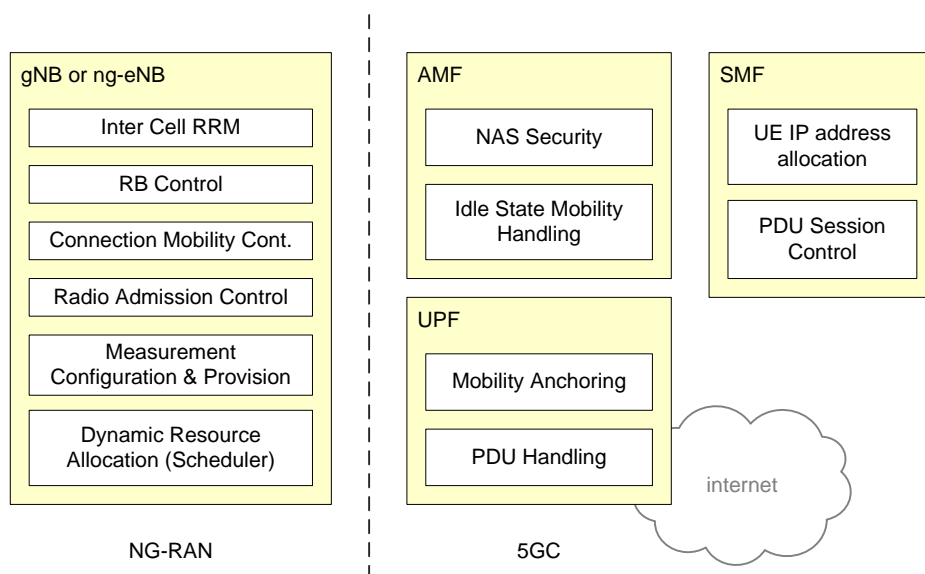 gNB or ng-eNB
Inter Cell RRM
RB Control
Connection Mobility Cont.
Radio Admission Control
Measurement
Configuration & Provision
Dynamic Resource
Allocation (Scheduler)
NG-RAN
AMF
NAS Security
Idle State Mobility
Handling
SMF
UE IP address
allocation
PDU Session
Control
UPF
Mobility Anchoring
PDU Handling
internet
5GC